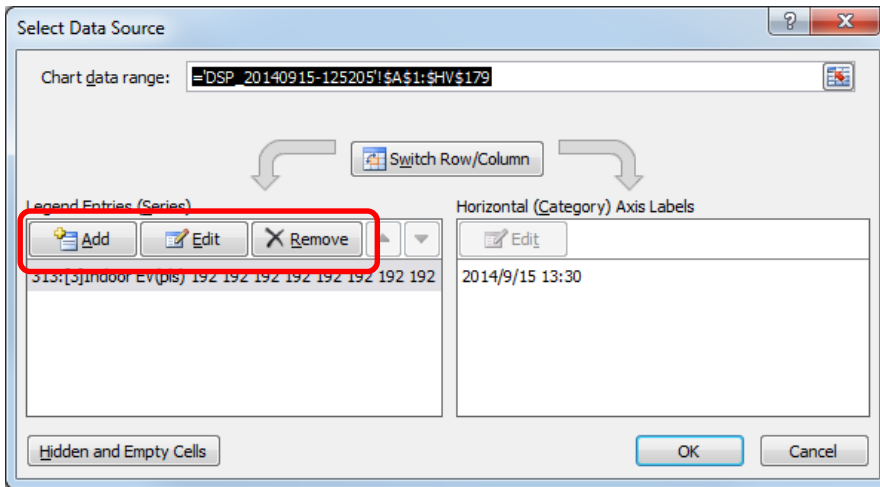 Select Data Source
Chart data range: ='DSP_20140915-125205'!$A$1:$HV$179
Switch Row/Column
Legend Entries (Series)
Horizontal (Category) Axis Labels
Add Edit Remove
Edit
313:[3]Indoor EV(pls) 192 192 192 192 192 192 192 192
2014/9/15 13:30
Hidden and Empty Cells
OK Cancel